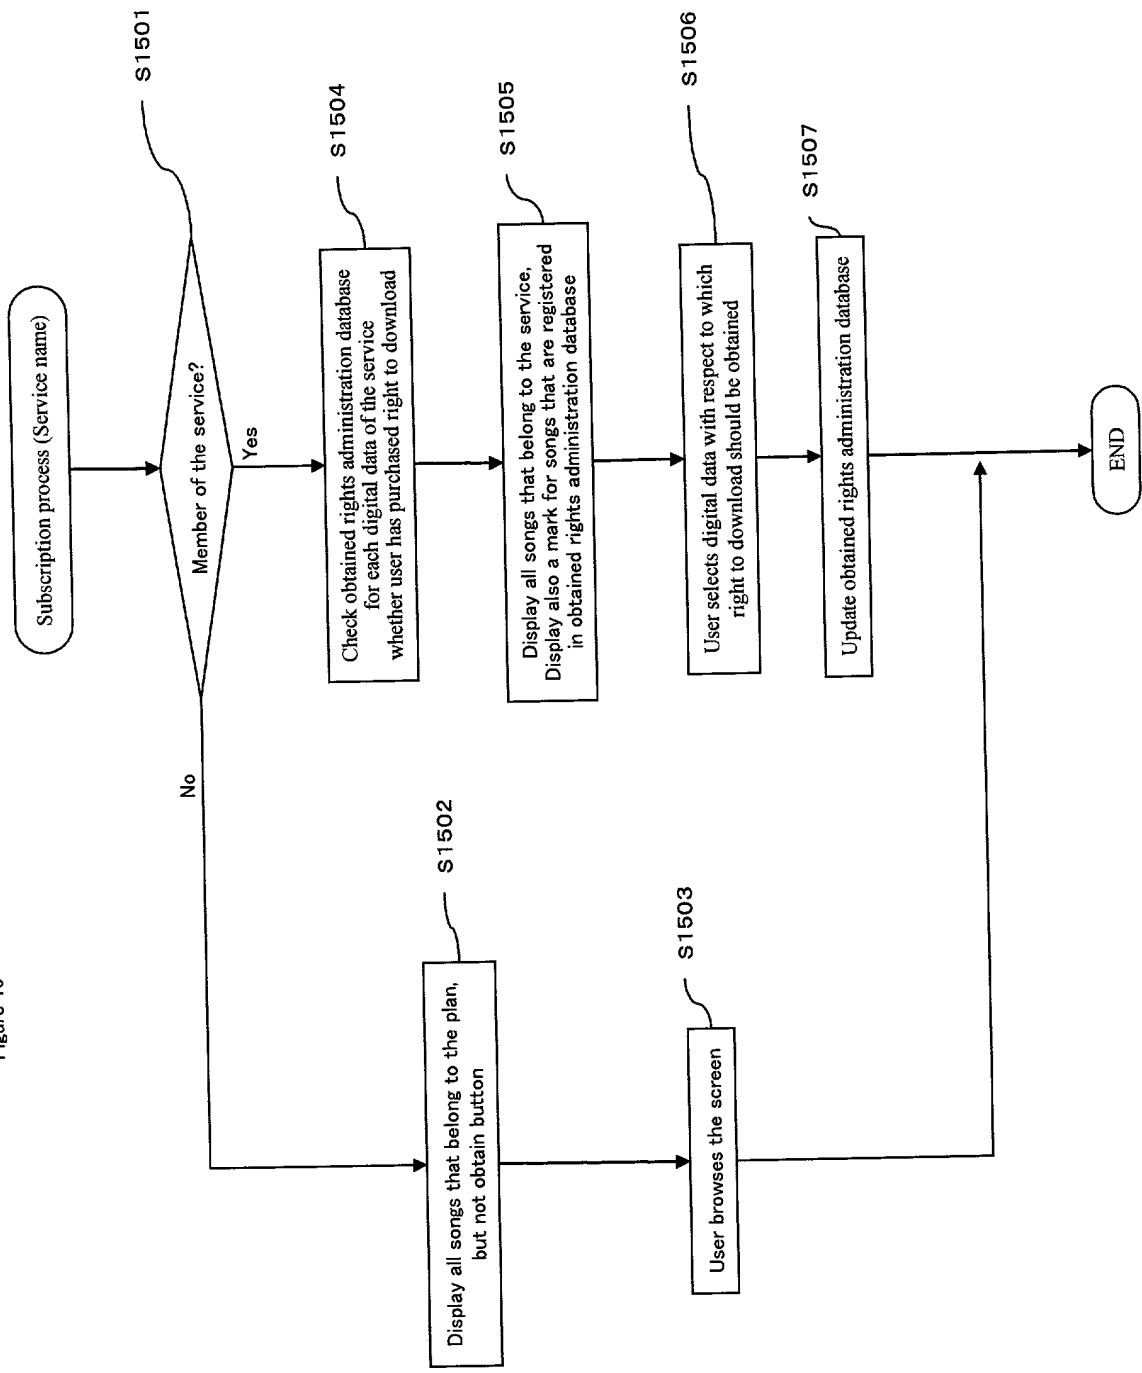 Subscription process (Service name)
S1501
Member of the service?
Yes
No
S1504
Check obtained rights administration database
for each digital data of the service
whether user has purchased right to download
S1505
Display all songs that belong to the service,
Display also a mark for songs that are registered
in obtained rights administration database
S1506
User selects digital data with respect to which
right to download should be obtained
S1507
Update obtained rights administration database
S1502
Display all songs that belong to the plan,
but not obtain button
S1503
User browses the screen
END